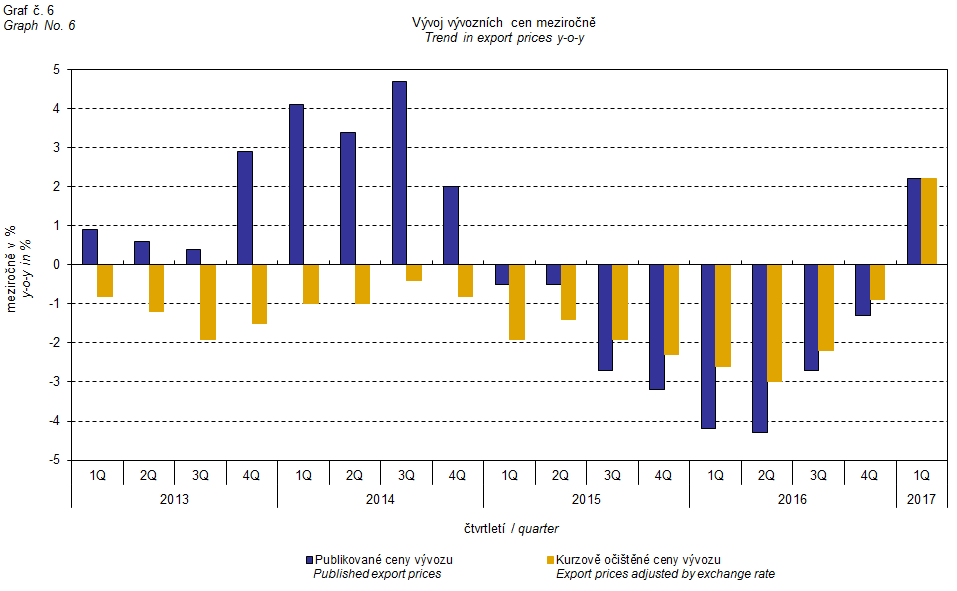 Graf č. 6
Graph No. 6
Vývoj vývozních cen meziročně
Trend in export prices y-o-y
meziročně v %
y-o-y in %
5
4
3
2
1
0
-1
-2
-3
-4
-5
1Q 2Q 3Q 4Q 1Q 2Q 3Q 4Q 1Q 2Q 3Q 4Q 1Q 2Q 3Q 4Q 1Q
2013 2014 2015 2016 2017
čtvrtletí / quarter
Publikované ceny vývozu Kurzově očištěné ceny vývozu
Published export prices Export prices adjusted by exchange rate